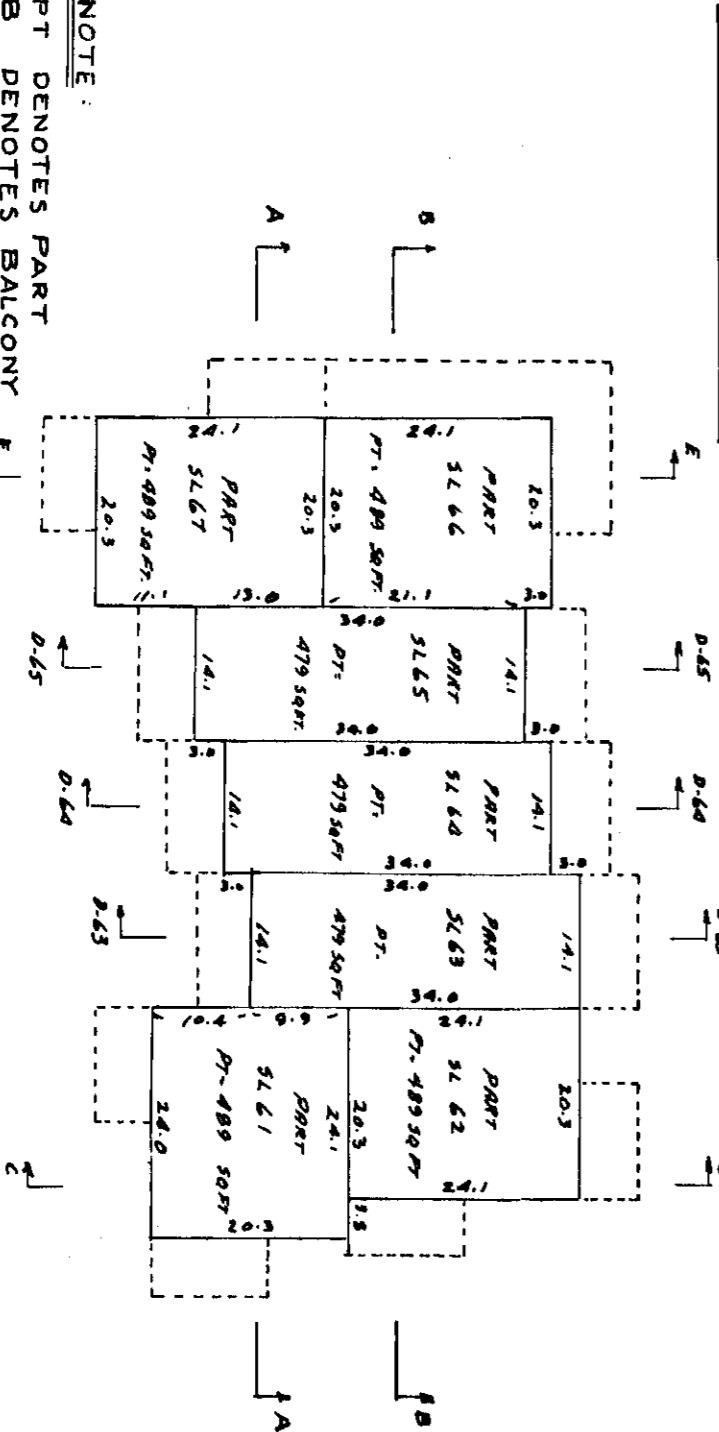 NOTE:
PT DENOTES PART
B DENOTES BALCONY
A
B
E
E
24.1
20.3
PART
SL 67
PT=489 SQ FT.
20.3
11.1
13.0
24.1
20.3
PART
SL 66
PT=489 SQ FT.
20.3
21.1
3.0
34.0
14.1
PART
SL 65
PT=
479 SQ FT.
14.1
34.0
3.0
D-65
D-65
3.0
34.0
14.1
PART
SL 64
PT=
479 SQ FT
14.1
34.0
3.0
D-64
D-64
3.0
34.0
14.1
PART
SL 63
PT.
479 SQ FT
14.1
34.0
D-63
10.4
9.9
24.1
PART
SL 61
PT=489 SQ FT
24.0
20.3
24.1
20.3
PART
SL 62
PT=489 SQ FT
20.3
24.1
C
A
B